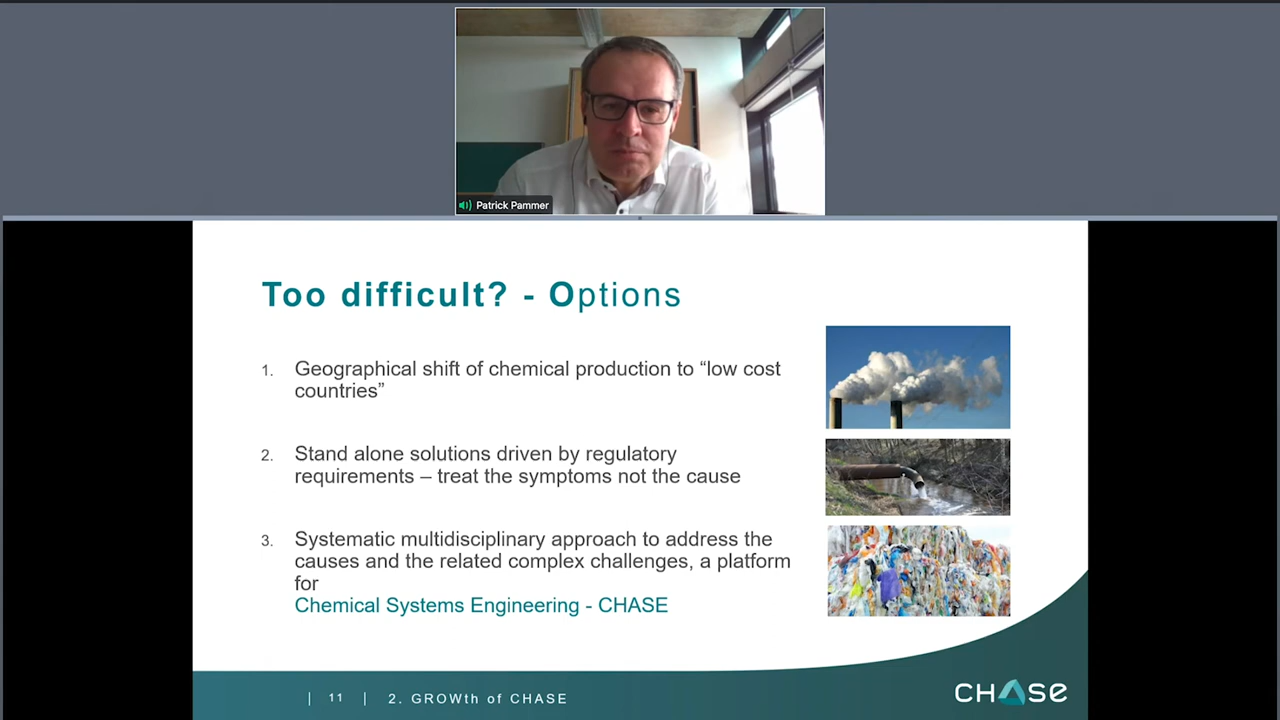 Patrick Pammer
Too difficult? - Options
1. Geographical shift of chemical production to “low cost
countries”
2. Stand alone solutions driven by regulatory
requirements – treat the symptoms not the cause
3. Systematic multidisciplinary approach to address the
causes and the related complex challenges, a platform
for
Chemical Systems Engineering - CHASE
| 11 | 2. GROWth of CHASE
CHASE